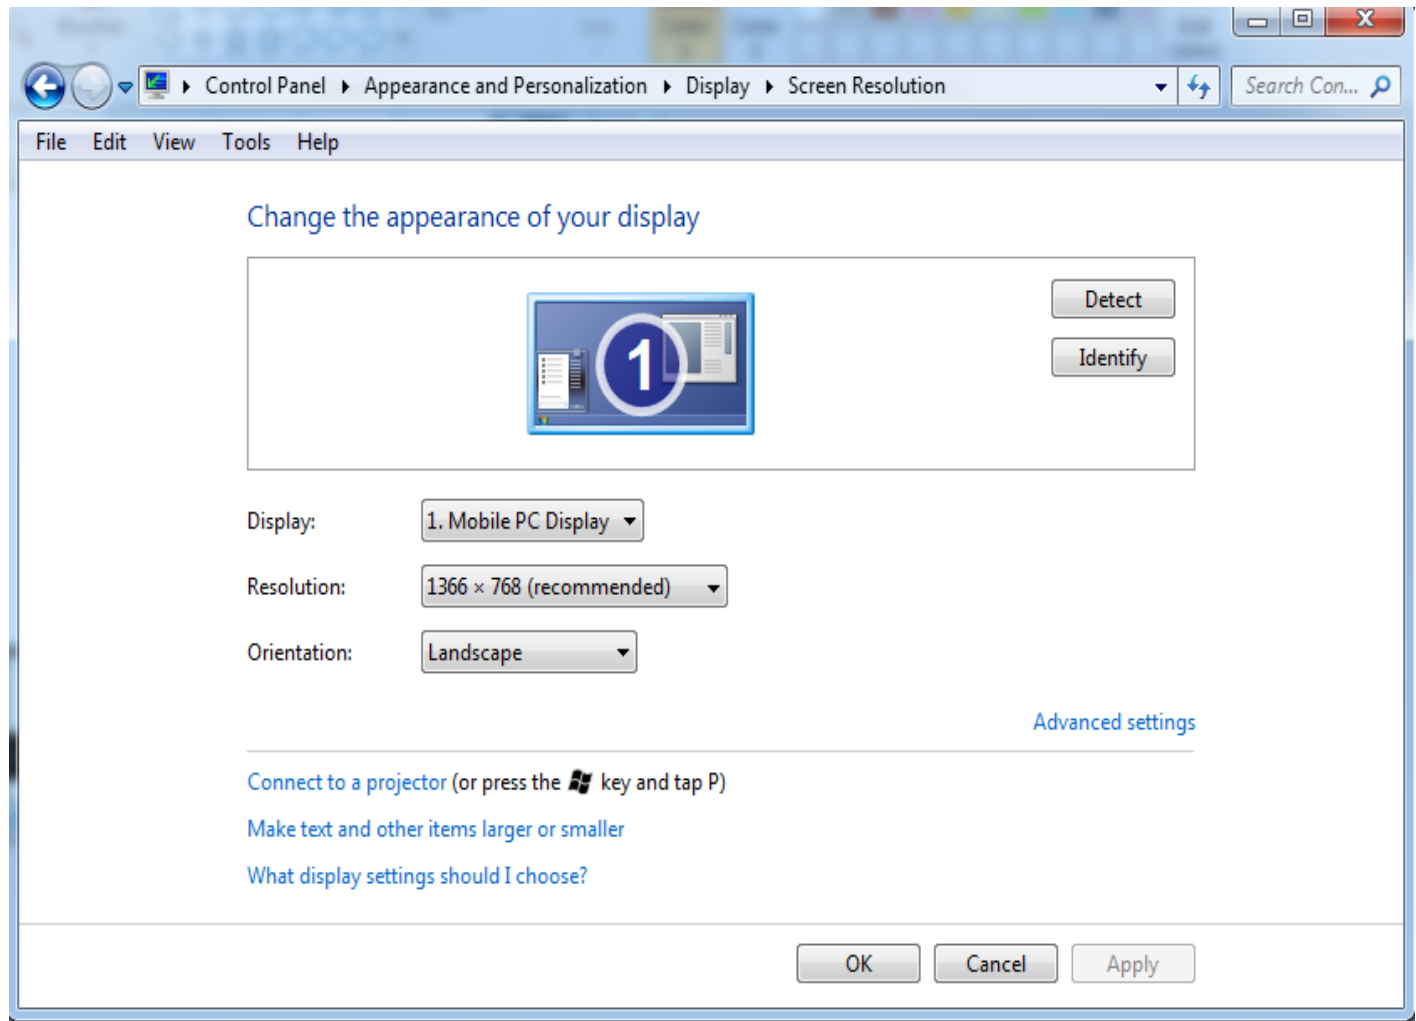 Control Panel Appearance and Personalization Display Screen Resolution
Search Con...
File Edit View Tools Help
Change the appearance of your display
1
Detect
Identify
Display: 1. Mobile PC Display
Resolution: 1366 × 768 (recommended)
Orientation: Landscape
Advanced settings
Connect to a projector (or press the key and tap P)
Make text and other items larger or smaller
What display settings should I choose?
OK Cancel Apply